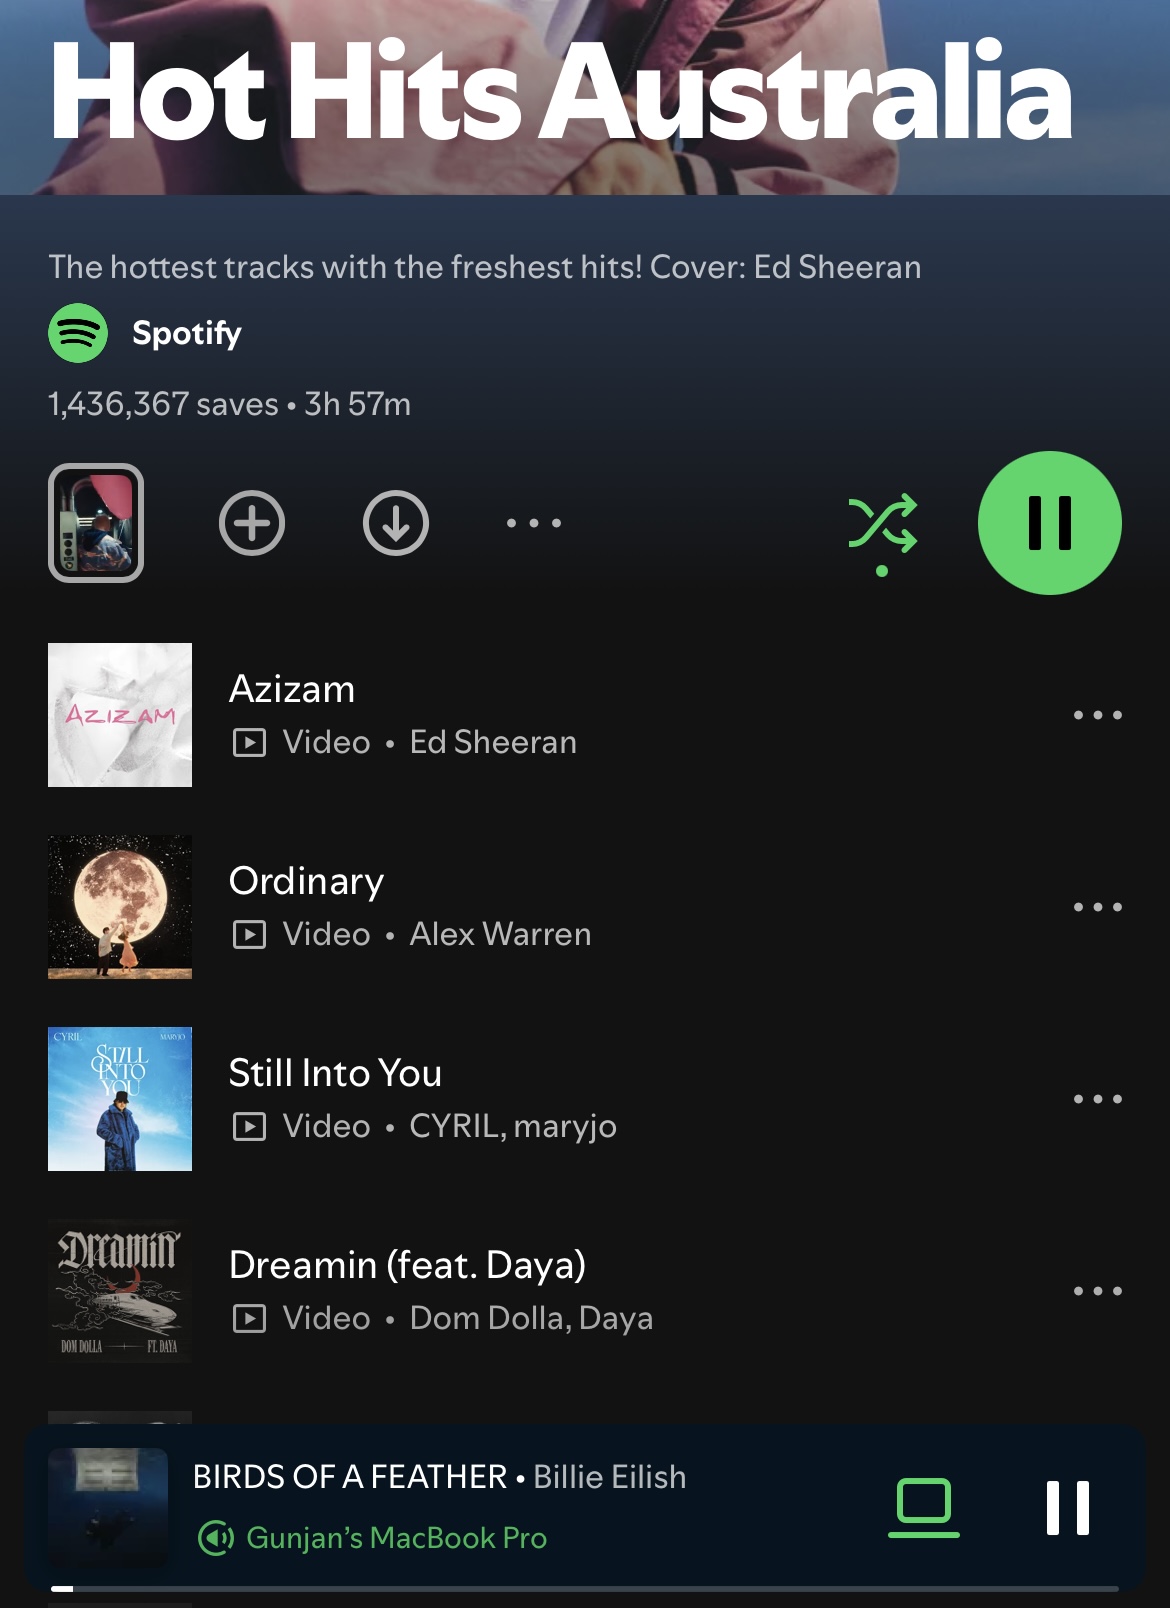 Hot Hits Australia
The hottest tracks with the freshest hits! Cover: Ed Sheeran
Spotify
1,436,367 saves • 3h 57m
AZIZAM
Azizam
Video • Ed Sheeran
Ordinary
Video • Alex Warren
CYRIL MARYJO
STILL
INTO
YOU
Still Into You
Video • CYRIL, maryjo
Dreamin
DOM DOLLA FT. DAYA
Dreamin (feat. Daya)
Video • Dom Dolla, Daya
BIRDS OF A FEATHER • Billie Eilish
Gunjan’s MacBook Pro